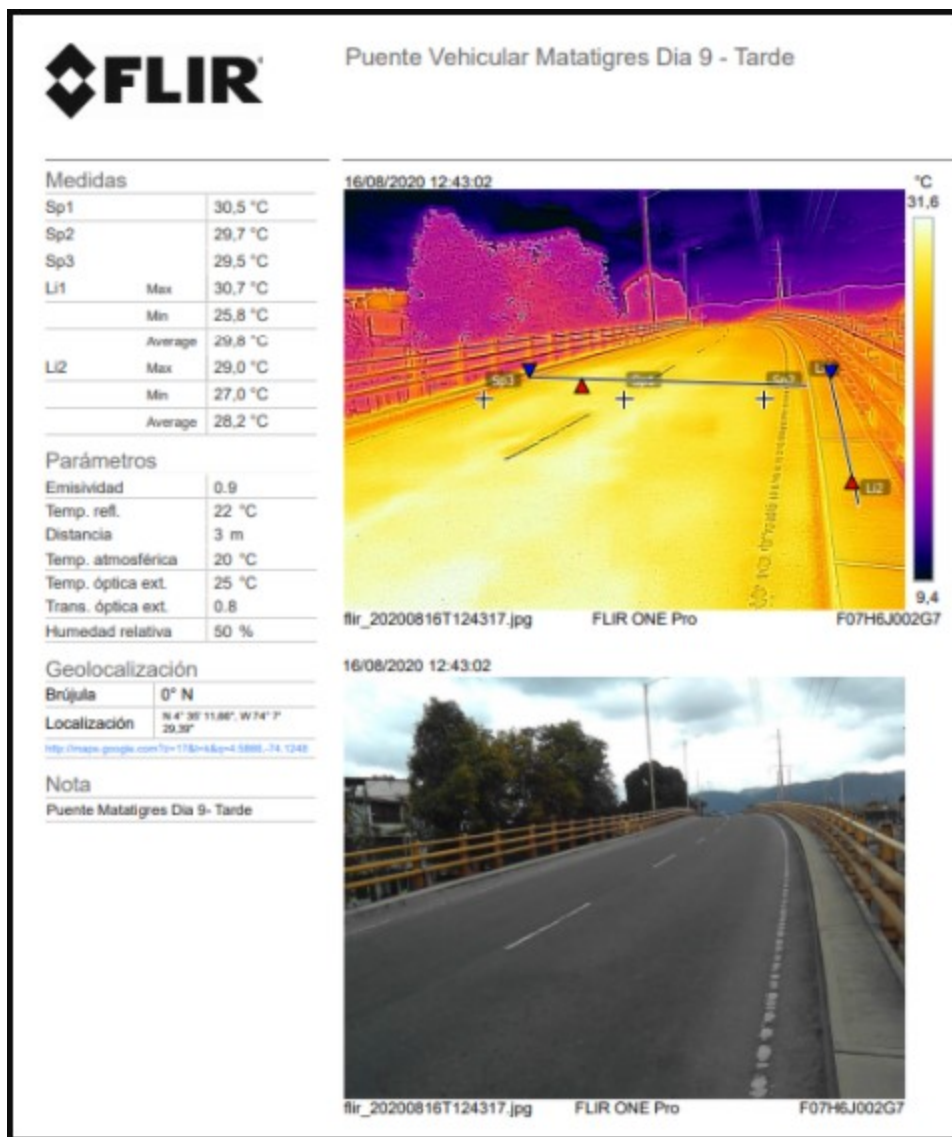 FLIR
Puente Vehicular Matatigres Dia 9 - Tarde
Medidas
Sp1 30,5 °C
Sp2 29,7 °C
Sp3 29,5 °C
Li1 Max 30,7 °C
Min 25,8 °C
Average 29,8 °C
Li2 Max 29,0 °C
Min 27,0 °C
Average 28,2 °C
Parámetros
Emisividad 0.9
Temp. refl. 22 °C
Distancia 3 m
Temp. atmosférica 20 °C
Temp. óptica ext. 25 °C
Trans. óptica ext. 0.8
Humedad relativa 50 %
Geolocalización
Brújula 0° N
Localización N 4° W 74° 7'
29,39"
Nota
Puente Matatigres Dia 9- Tarde
16/08/2020 12:43:02
°C
31,6
Sp3
Li2
9,4
flir_20200816T124317.jpg FLIR ONE Pro F07H6J002G7
16/08/2020 12:43:02
flir_20200816T124317.jpg FLIR ONE Pro F07H6J002G7